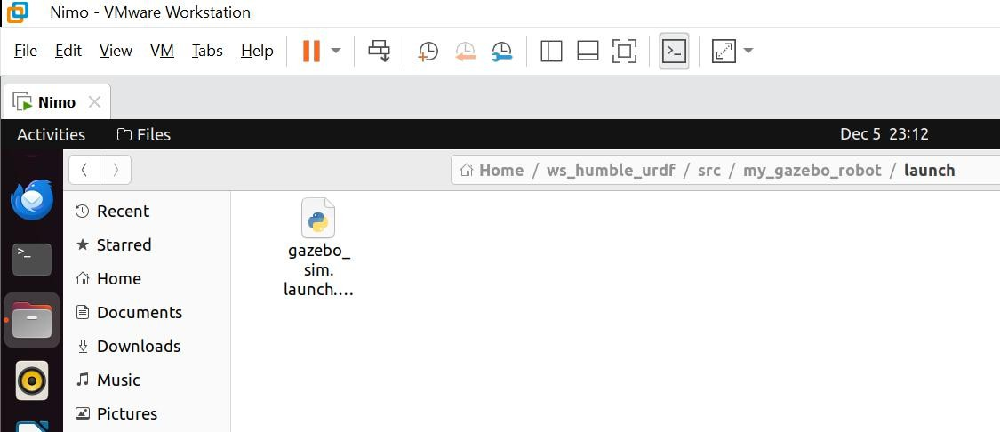 Nimo - VMware Workstation
File Edit View VM Tabs Help
Nimo
Activities Files Dec 5 23:12
Home / ws_humble_urdf / src / my_gazebo_robot / launch
Recent
Starred
Home
Documents
Downloads
Music
Pictures
gazebo_
sim.
launch....